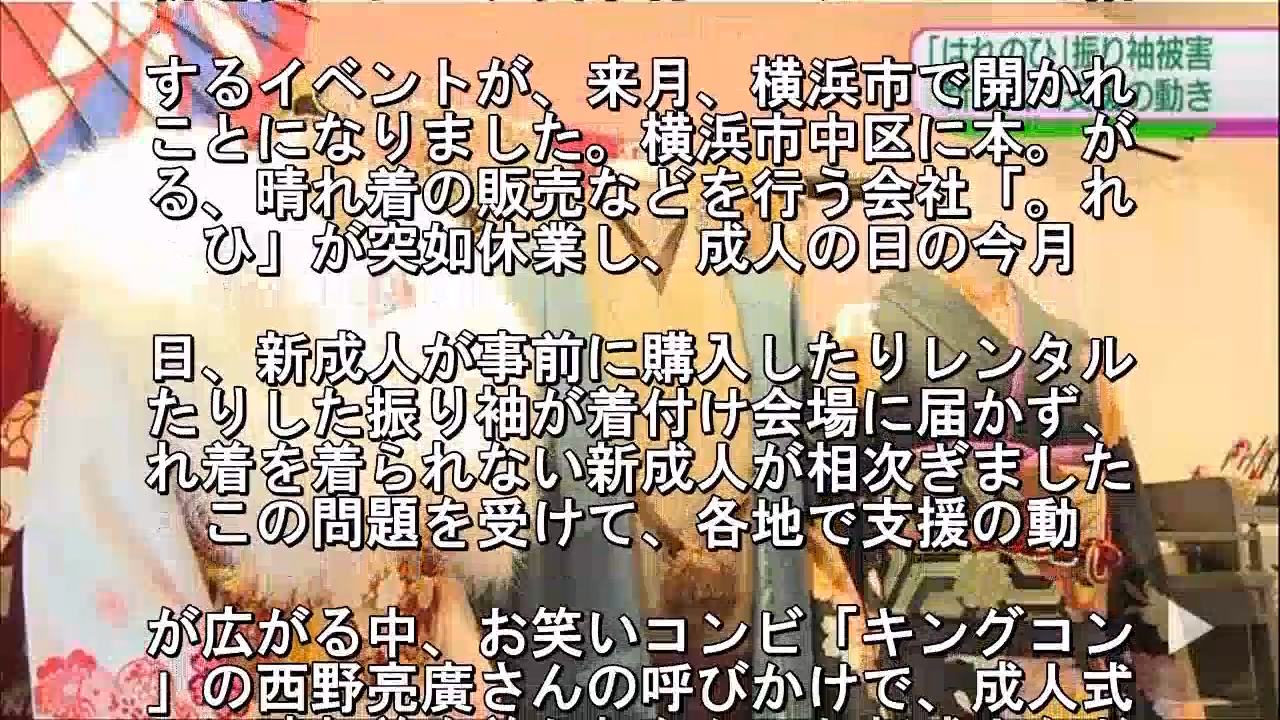 「はれのひ」振り袖被害
の動き
するイベントが、来月、横浜市で開かれ
ことになりました。横浜市中区に本。が
る、晴れ着の販売などを行う会社「。れ
ひ」が突如休業し、成人の日の今月
日、新成人が事前に購入したりレンタル
たりした振り袖が着付け会場に届かず、
れ着を着られない新成人が相次ぎました
この問題を受けて、各地で支援の動
が広がる中、お笑いコンビ「キングコン
」の西野亮廣さんの呼びかけで、成人式